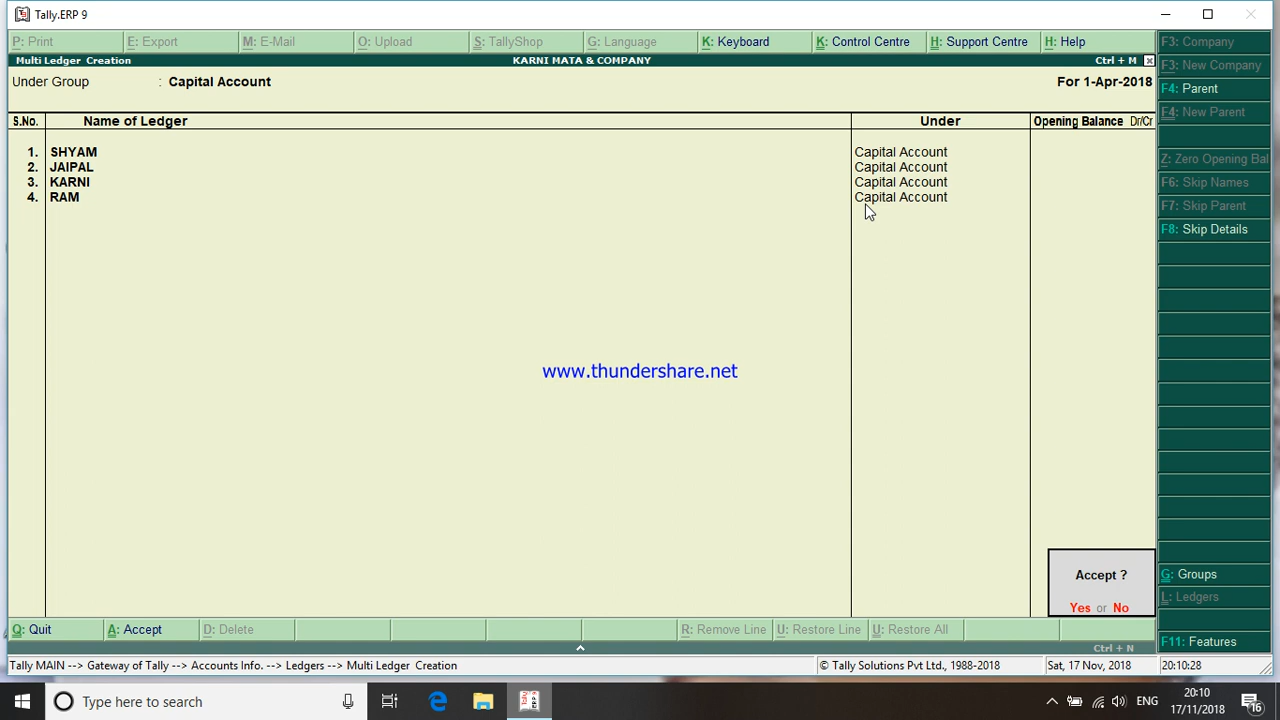 Tally.ERP 9
P: Print E: Export M: E-Mail O: Upload S: TallyShop G: Language K: Keyboard K: Control Centre H: Support Centre H: Help
F3: Company
Multi Ledger Creation KARNI MATA & COMPANY Ctrl + M
F3: New Company
Under Group : Capital Account For 1-Apr-2018
F4: Parent
F4: New Parent
S.No. Name of Ledger Under Opening Balance Dr/Cr
1. SHYAM Capital Account
Z: Zero Opening Bal
2. JAIPAL Capital Account
3. KARNI Capital Account
F6: Skip Names
4. RAM Capital Account
F7: Skip Parent
F8: Skip Details
www.thundershare.net
Accept ?
G: Groups
L: Ledgers
Yes or No
Q: Quit A: Accept D: Delete R: Remove Line U: Restore Line U: Restore All
F11: Features
Ctrl + N
Tally MAIN --> Gateway of Tally --> Accounts Info. --> Ledgers --> Multi Ledger Creation © Tally Solutions Pvt Ltd., 1988-2018 Sat, 17 Nov, 2018 20:10:28
Type here to search ENG 20:10
17/11/2018 16